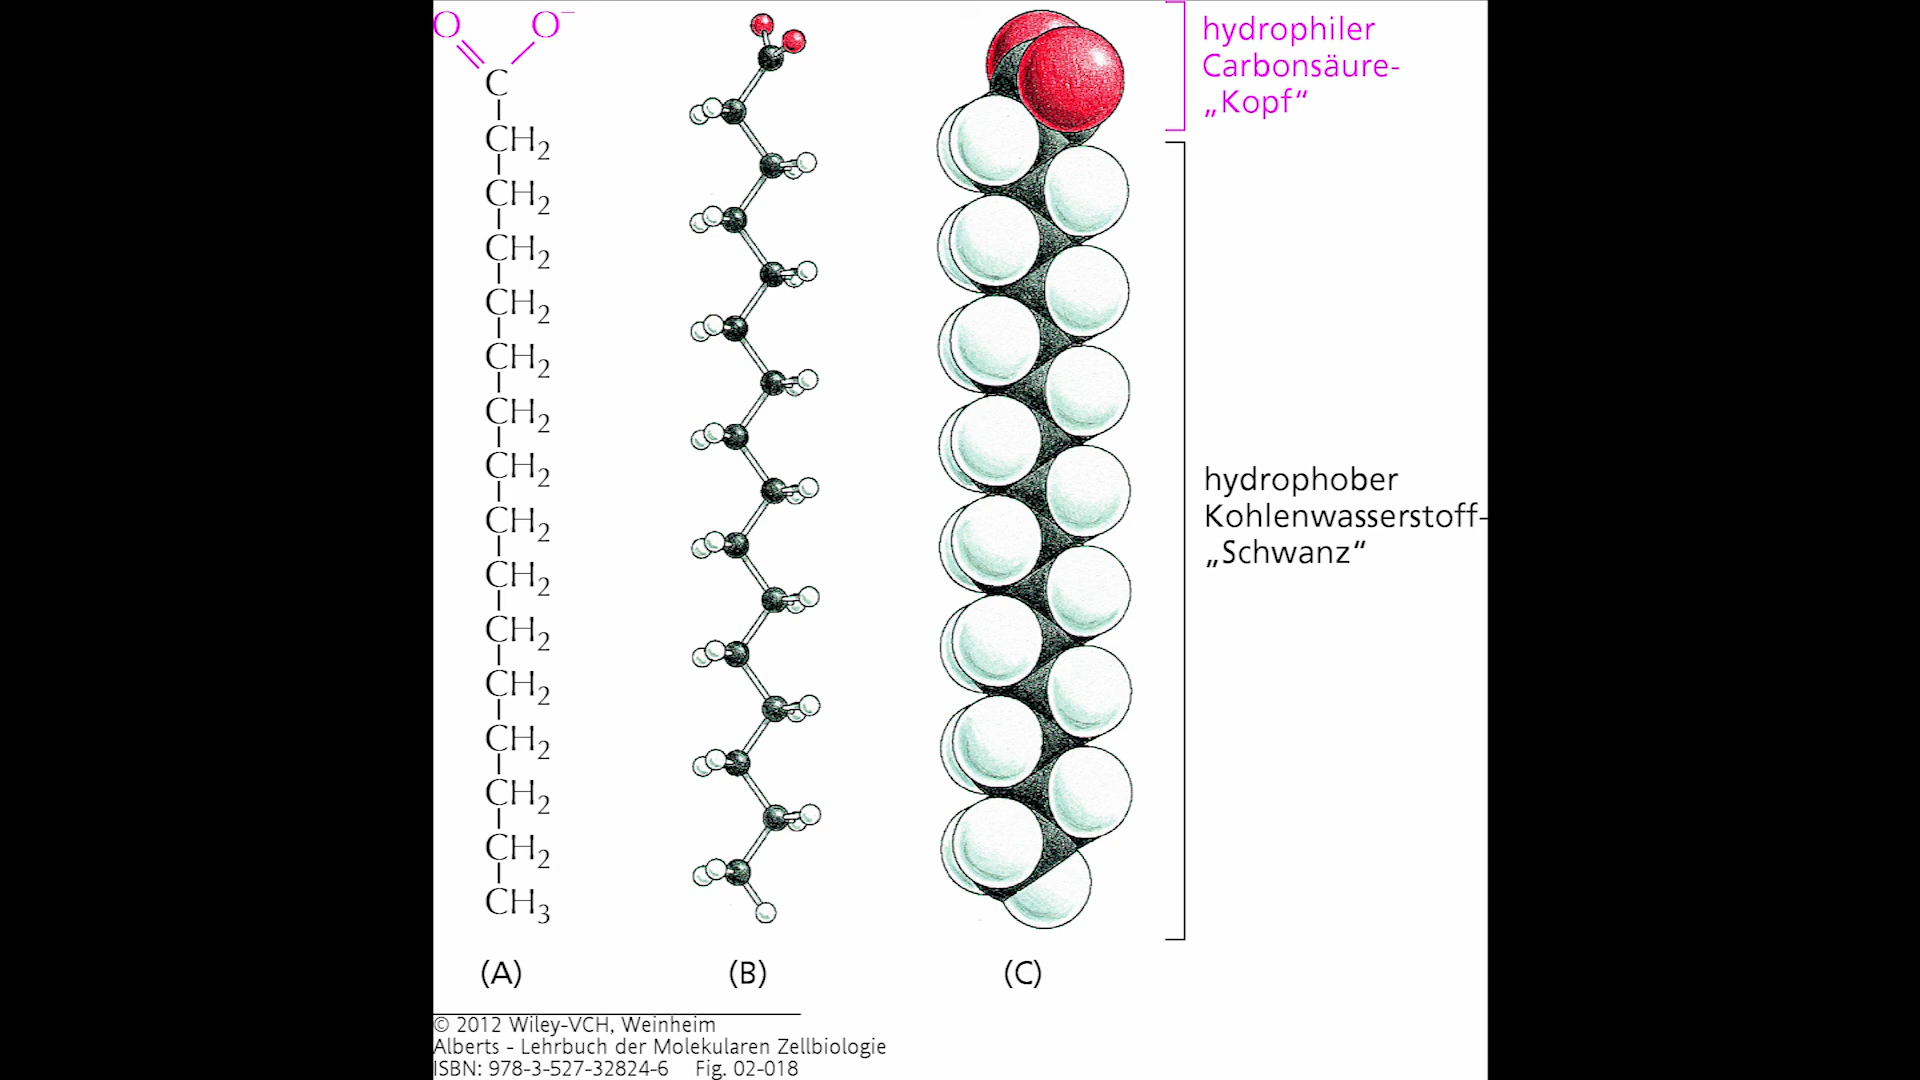 O O⁻
C
CH₂
CH₂
CH₂
CH₂
CH₂
CH₂
CH₂
CH₂
CH₂
CH₂
CH₂
CH₂
CH₂
CH₂
CH₃
hydrophiler
Carbonsäure-
„Kopf“
hydrophober
Kohlenwasserstoff-
„Schwanz“
(A) (B) (C)
© 2012 Wiley-VCH, Weinheim
Alberts - Lehrbuch der Molekularen Zellbiologie
ISBN: 978-3-527-32824-6 Fig. 02-018